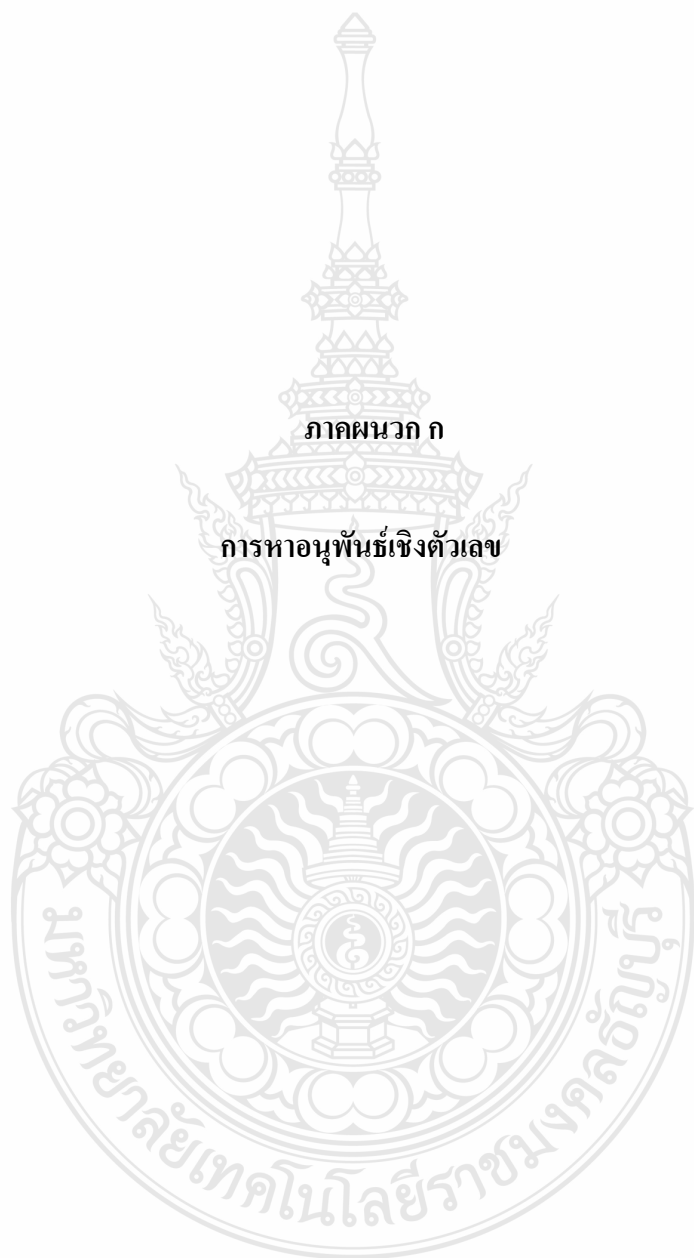 ภาคผนวก ก
การหาอนุพันธ์เชิงตัวเลข
มหาวิทยาลัยเทคโนโลยีราชมงคลธัญบุรี